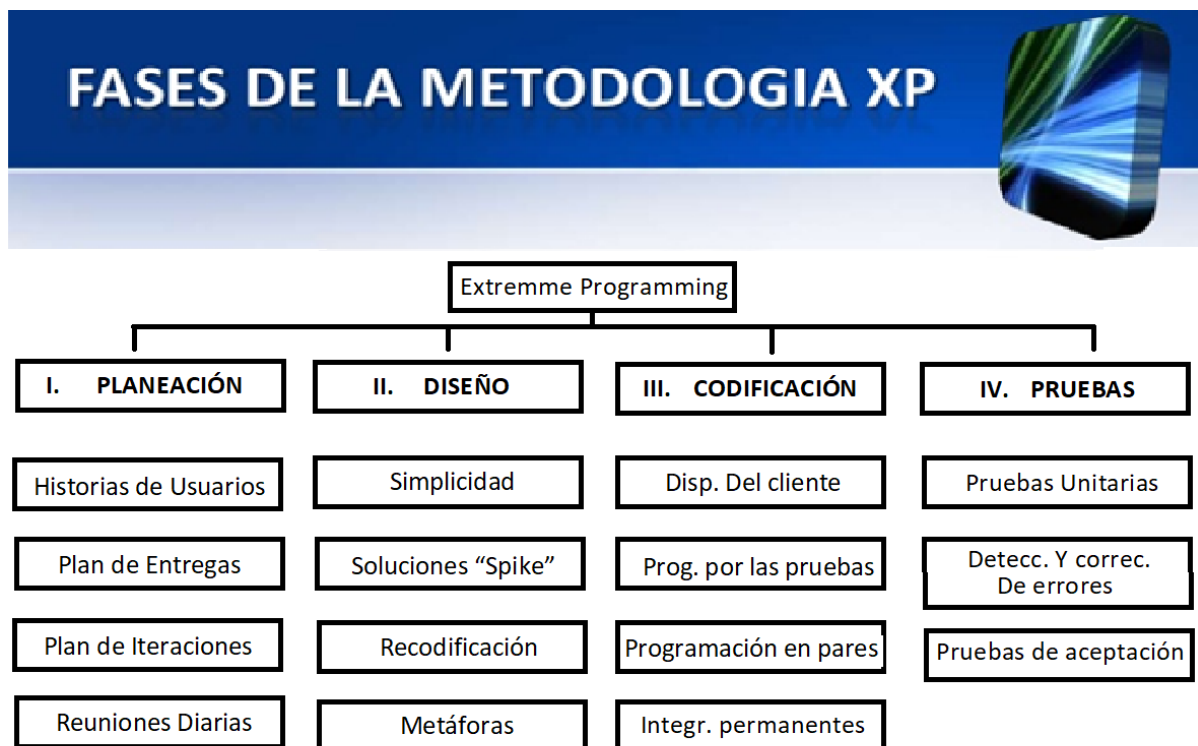 FASES DE LA METODOLOGIA XP
Extremme Programming
I. PLANEACIÓN
Historias de Usuarios
Plan de Entregas
Plan de Iteraciones
Reuniones Diarias
II. DISEÑO
Simplicidad
Soluciones “Spike”
Recodificación
Metáforas
III. CODIFICACIÓN
Disp. Del cliente
Prog. por las pruebas
Programación en pares
Integr. permanentes
IV. PRUEBAS
Pruebas Unitarias
Detecc. Y correc.
De errores
Pruebas de aceptación